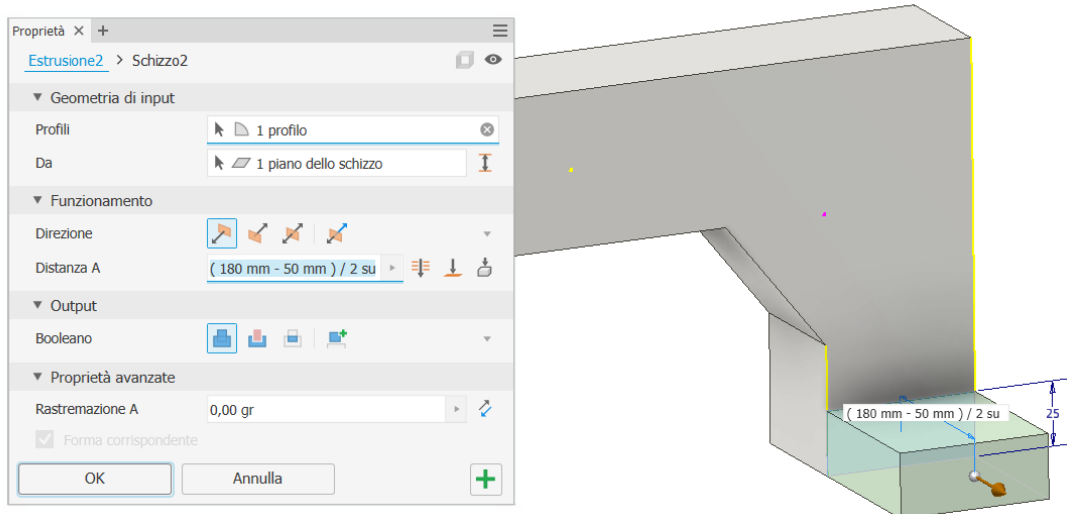 Proprietà × +
Estrusione2 > Schizzo2
Geometria di input
Profili 1 profilo
Da 1 piano dello schizzo
Funzionamento
Direzione
Distanza A ( 180 mm - 50 mm ) / 2 su
Output
Booleano
Proprietà avanzate
Rastremazione A 0,00 gr
Forma corrispondente
OK Annulla
( 180 mm - 50 mm ) / 2 su
25